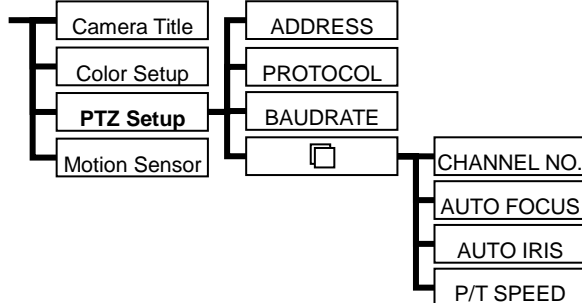 Camera Title
ADDRESS
Color Setup
PROTOCOL
PTZ Setup
BAUDRATE
Motion Sensor
CHANNEL NO.
AUTO FOCUS
AUTO IRIS
P/T SPEED